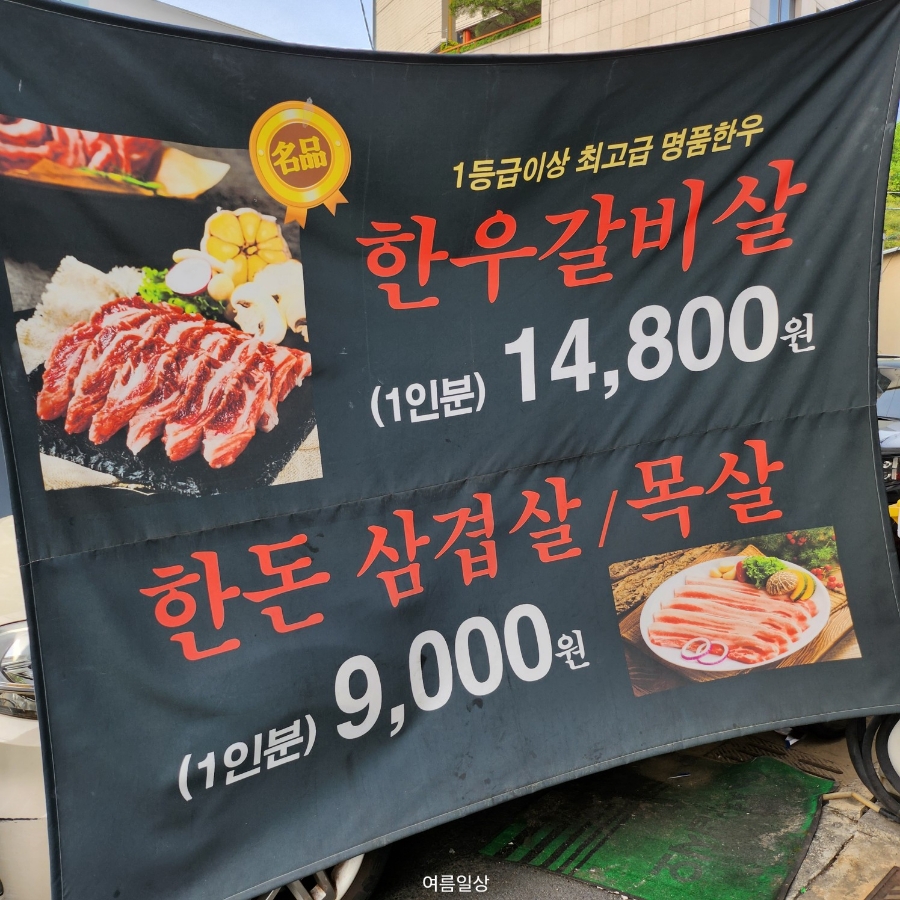 名品
1등급이상 최고급 명품한우
한우갈비살
(1인분) 14,800원
한돈 삼겹살/목살
(1인분) 9,000원
여름일상